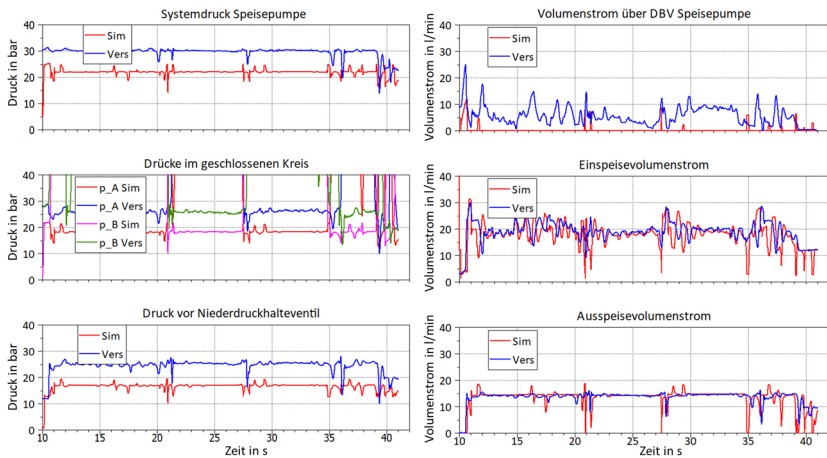 Systemdruck Speisepumpe
Druck in bar
40
30
20
10
0
Sim
Vers
Volumenstrom über DBV Speisepumpe
Volumenstrom in l/min
40
30
20
10
0
Sim
Vers
Drücke im geschlossenen Kreis
Druck in bar
40
30
20
10
0
p_A Sim
p_A Vers
p_B Sim
p_B Vers
Einspeisevolumenstrom
Volumenstrom in l/min
40
30
20
10
0
Sim
Vers
Druck vor Niederdruckhalteventil
Druck in bar
40
30
20
10
0
Sim
Vers
10 20 30 40
Zeit in s
Ausspeisevolumenstrom
Volumenstrom in l/min
40
30
20
10
0
Sim
Vers
10 15 20 25 30 35 40
Zeit in s